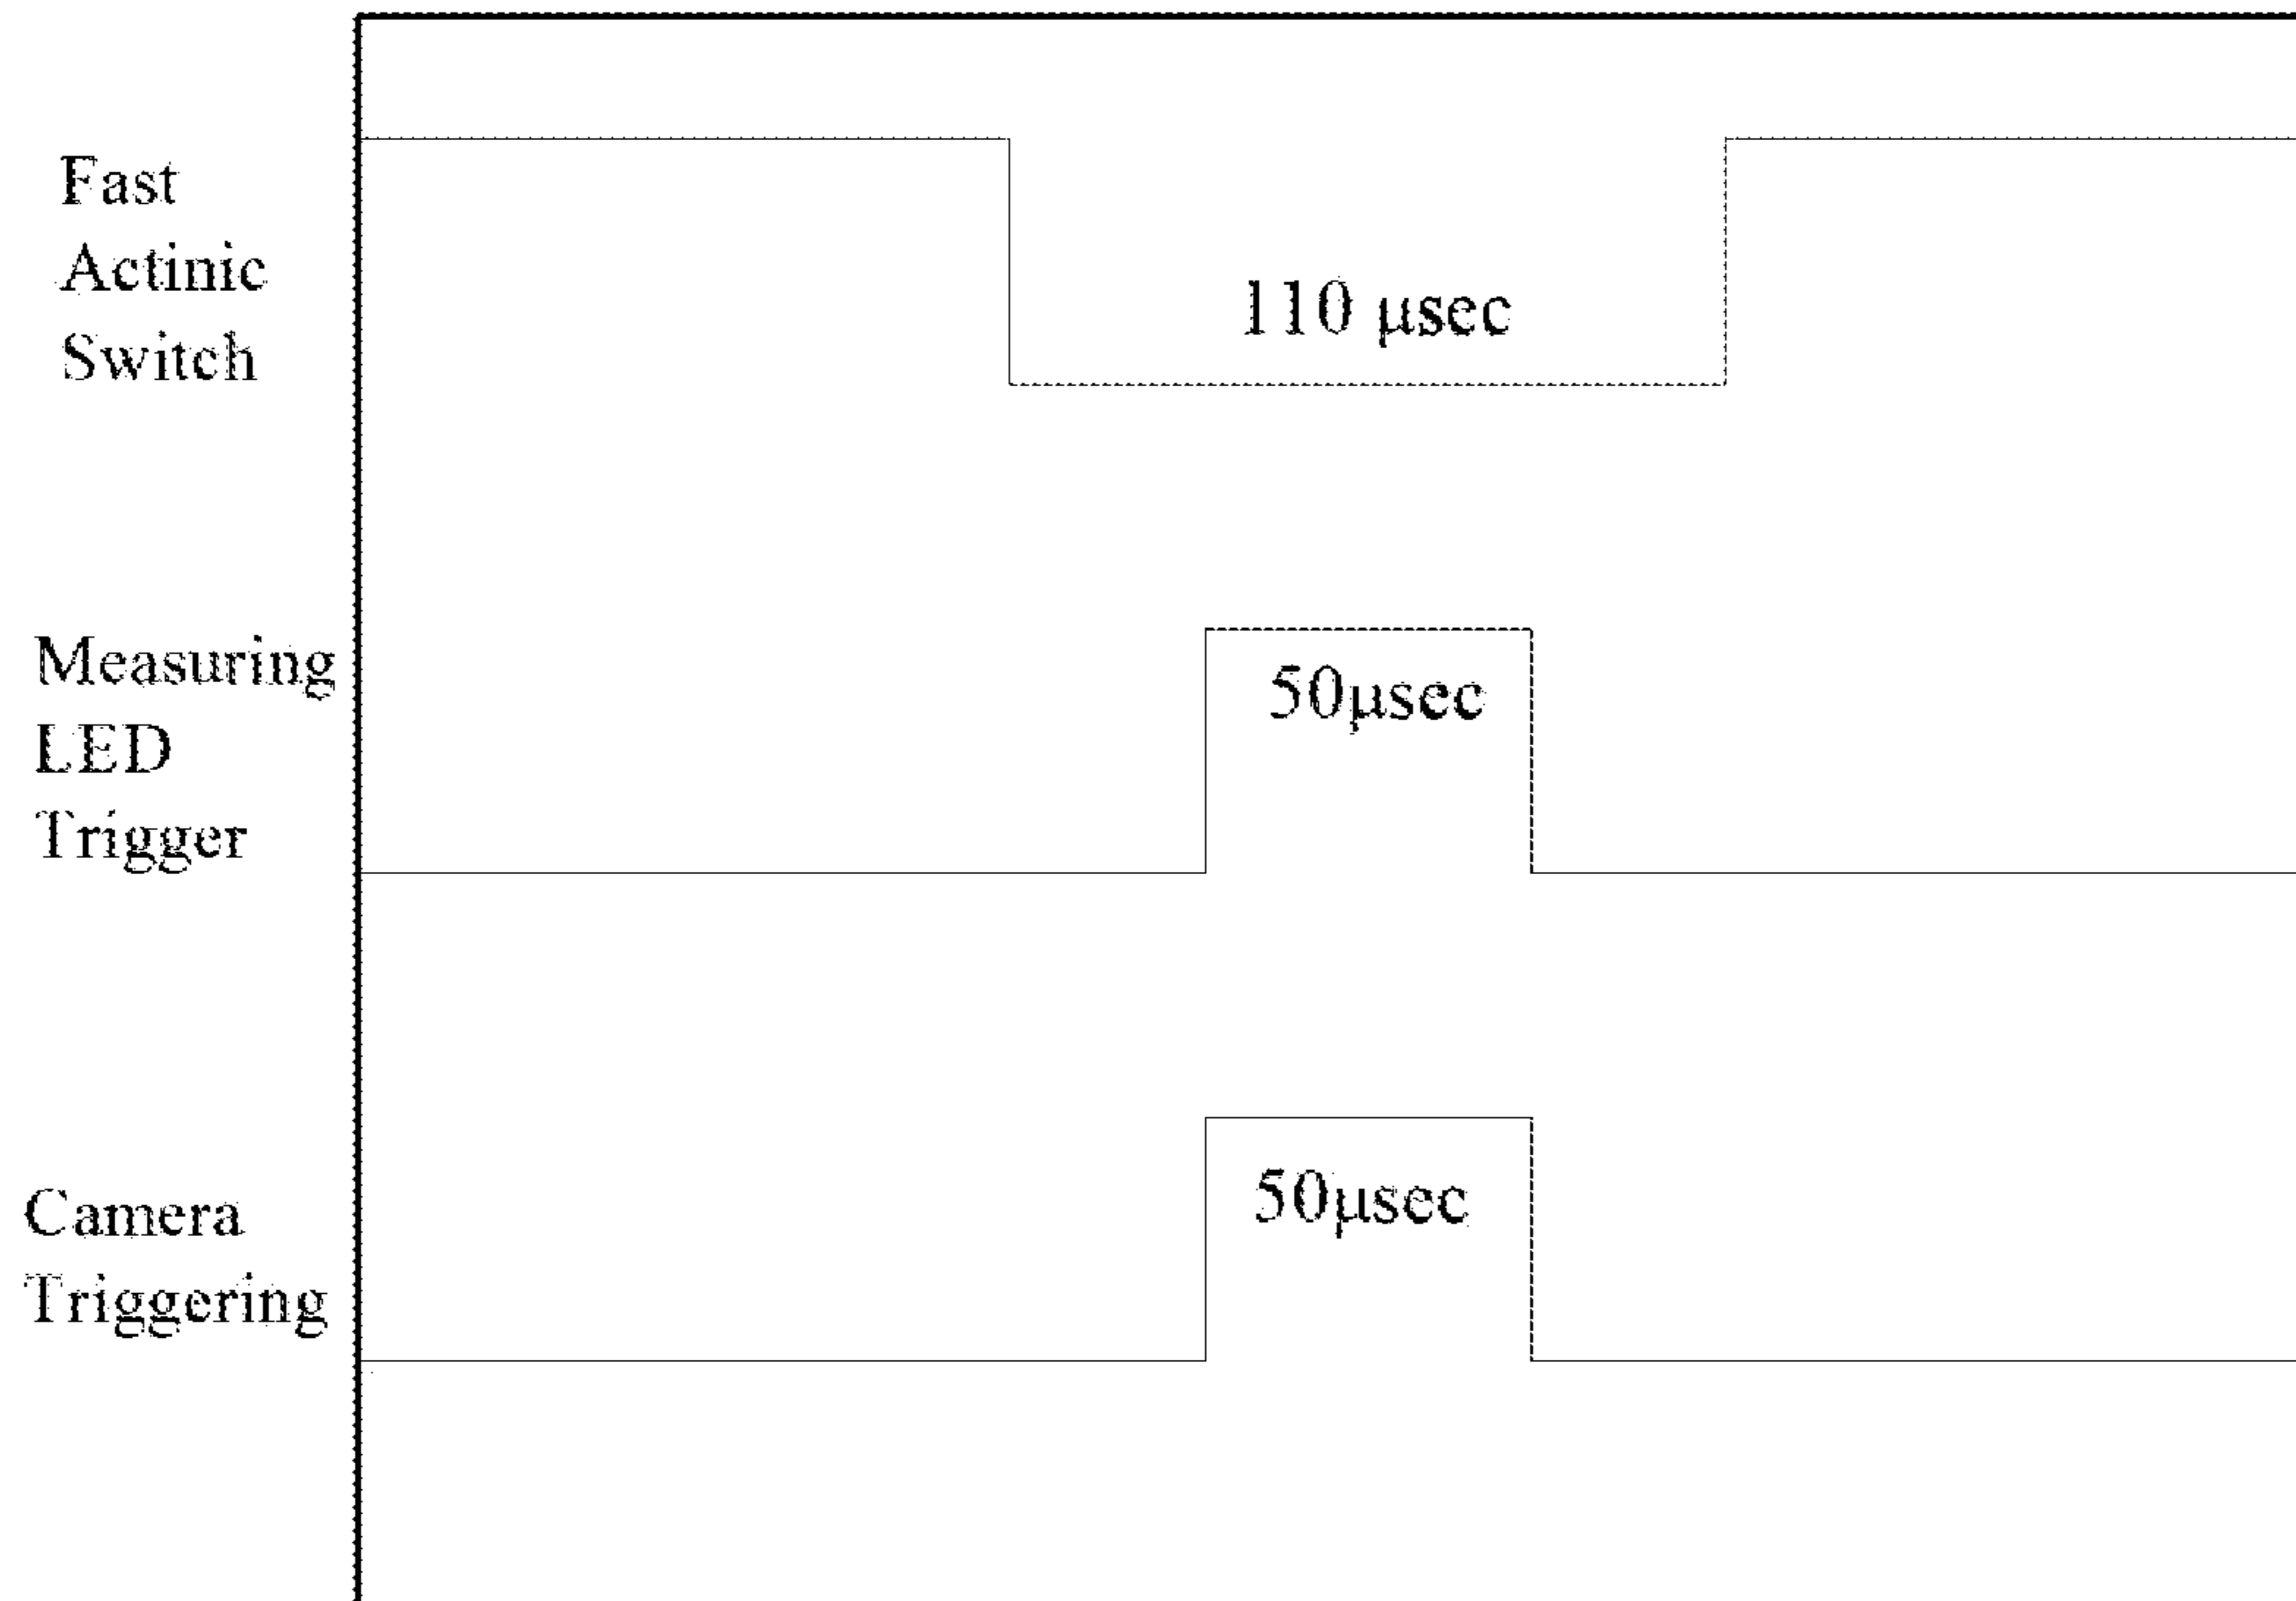 Fast
Actinic
Switch
110 μsec
Measuring
LED
Trigger
50μsec
Camera
Triggering
50μsec